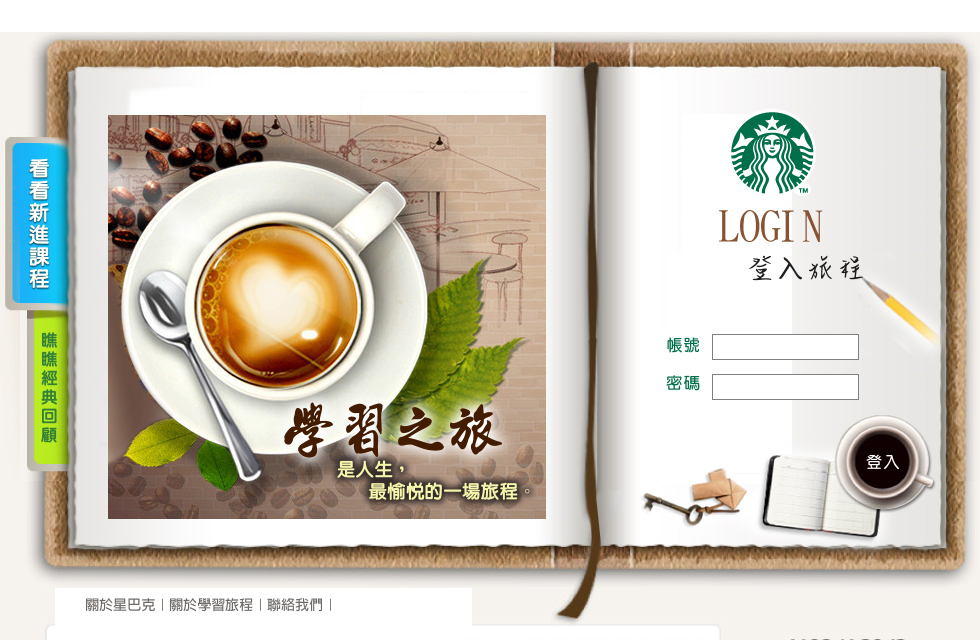 看看新進課程
瞧瞧經典回顧
學習之旅
是人生，
最愉悅的一場旅程。
TM
LOGIN
登入旅程
帳號
密碼
登入
關於星巴克 | 關於學習旅程 | 聯絡我們 |